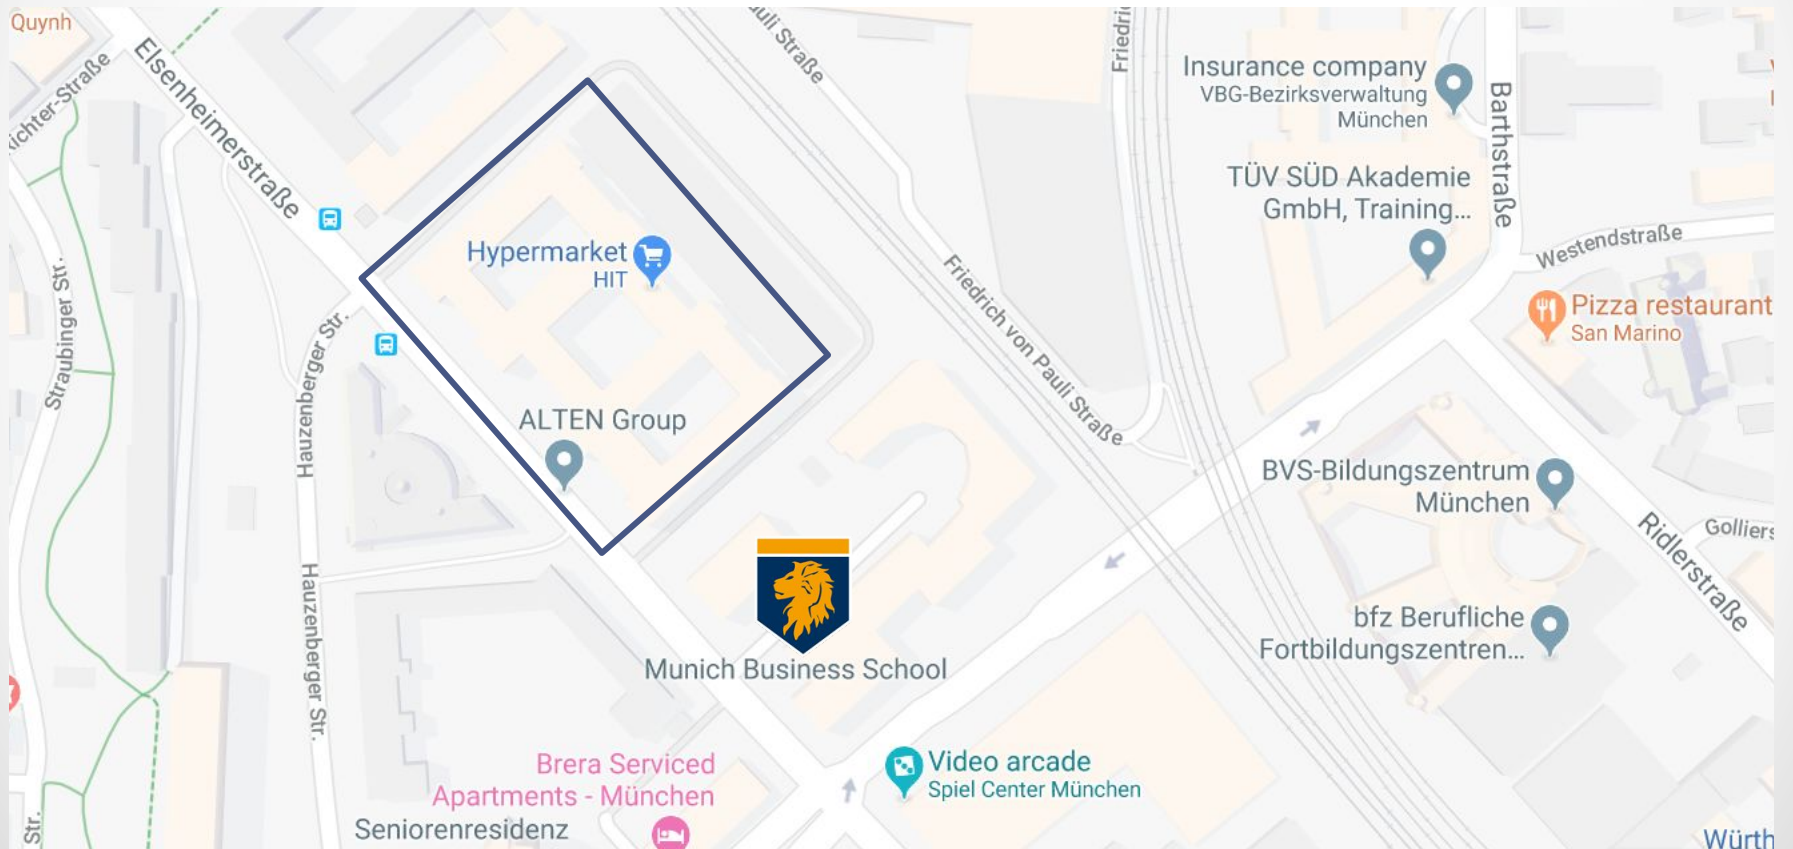 Quynh
Elsenheimerstraße
ichter-Straße
uli Straße
Friedri
Insurance company
VBG-Bezirksverwaltung
München
Barthstraße
TÜV SÜD Akademie
GmbH, Training...
Westendstraße
Hypermarket
HIT
Straubinger Str.
Hauzenberger Str.
Friedrich von Pauli Straße
Pizza restaurant
San Marino
ALTEN Group
BVS-Bildungszentrum
München
Golliers
Ridlerstraße
Hauzenberger Str.
bfz Berufliche
Fortbildungszentren...
Munich Business School
Brera Serviced
Apartments - München
Video arcade
Spiel Center München
Seniorenresidenz
Str.
Würth